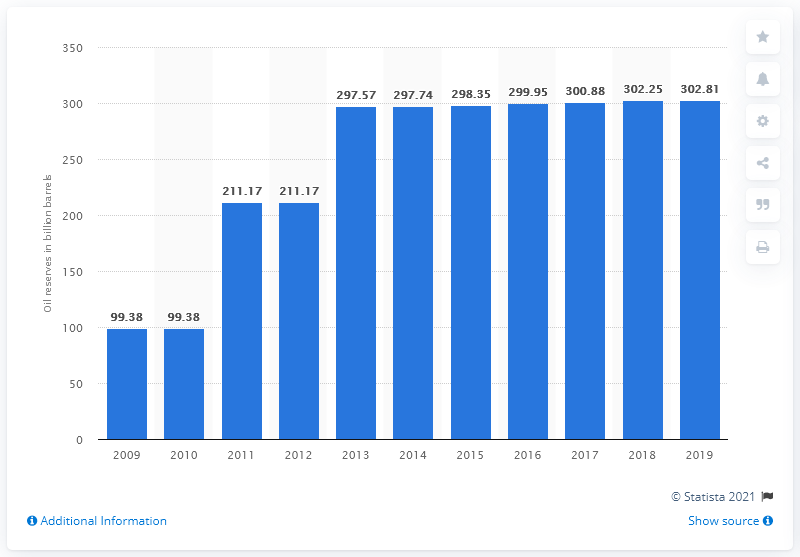 350
300
250
200
150
100
50
0
Oil reserves in billion barrels
99.38 99.38 211.17 211.17 297.57 297.74 298.35 299.95 300.88 302.25 302.81
2009 2010 2011 2012 2013 2014 2015 2016 2017 2018 2019
© Statista 2021
Additional Information Show source